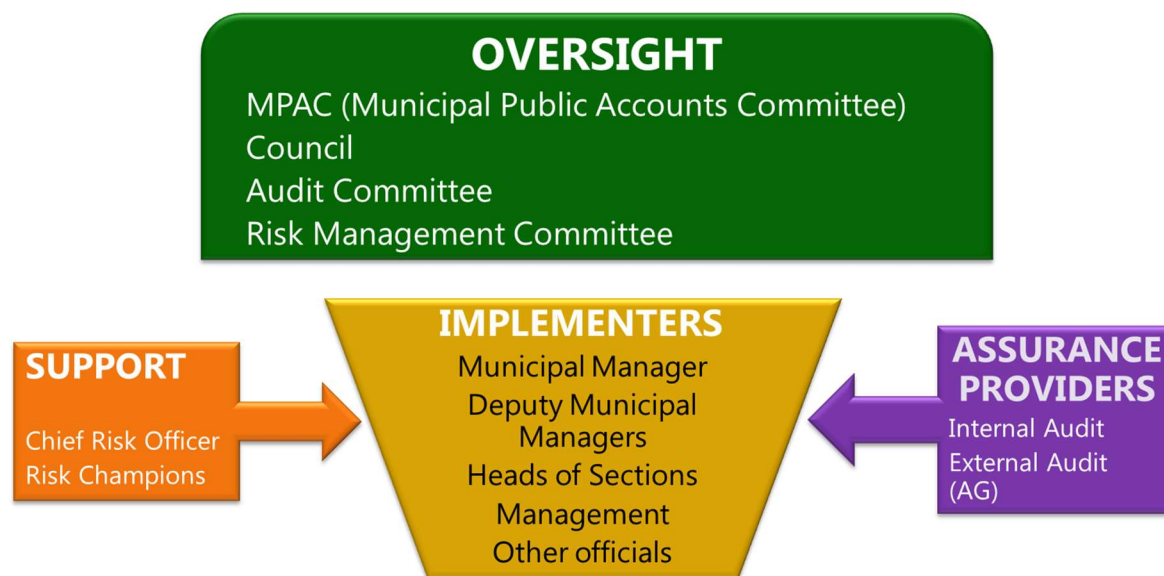 OVERSIGHT
MPAC (Municipal Public Accounts Committee)
Council
Audit Committee
Risk Management Committee
SUPPORT
Chief Risk Officer
Risk Champions
IMPLEMENTERS
Municipal Manager
Deputy Municipal
Managers
Heads of Sections
Management
Other officials
ASSURANCE
PROVIDERS
Internal Audit
External Audit
(AG)